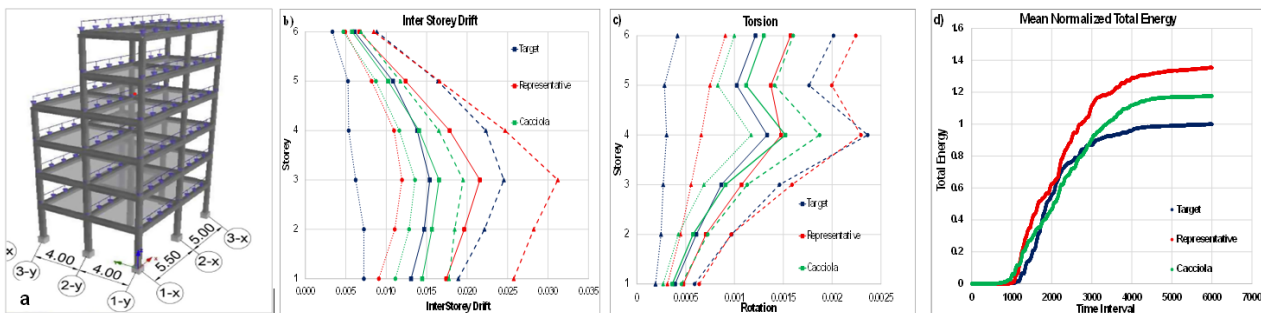 a
4.00
4.00
5.50
5.00
3-y
2-y
1-y
1-x
2-x
3-x
x
b)
Inter Storey Drift
Storey
6
5
4
3
2
1
0.000
0.005
0.010
0.015
0.020
0.025
0.030
0.035
InterStorey Drift
Target
Representative
Cacciola
c)
Torsion
Storey
6
5
4
3
2
1
0
0.0005
0.001
0.0015
0.002
0.0025
Rotation
Target
Representative
Cacciola
d)
Mean Normalized Total Energy
Total Energy
1.6
1.4
1.2
1
0.8
0.6
0.4
0.2
0
0
1000
2000
3000
4000
5000
6000
7000
Time Interval
Target
Representative
Cacciola